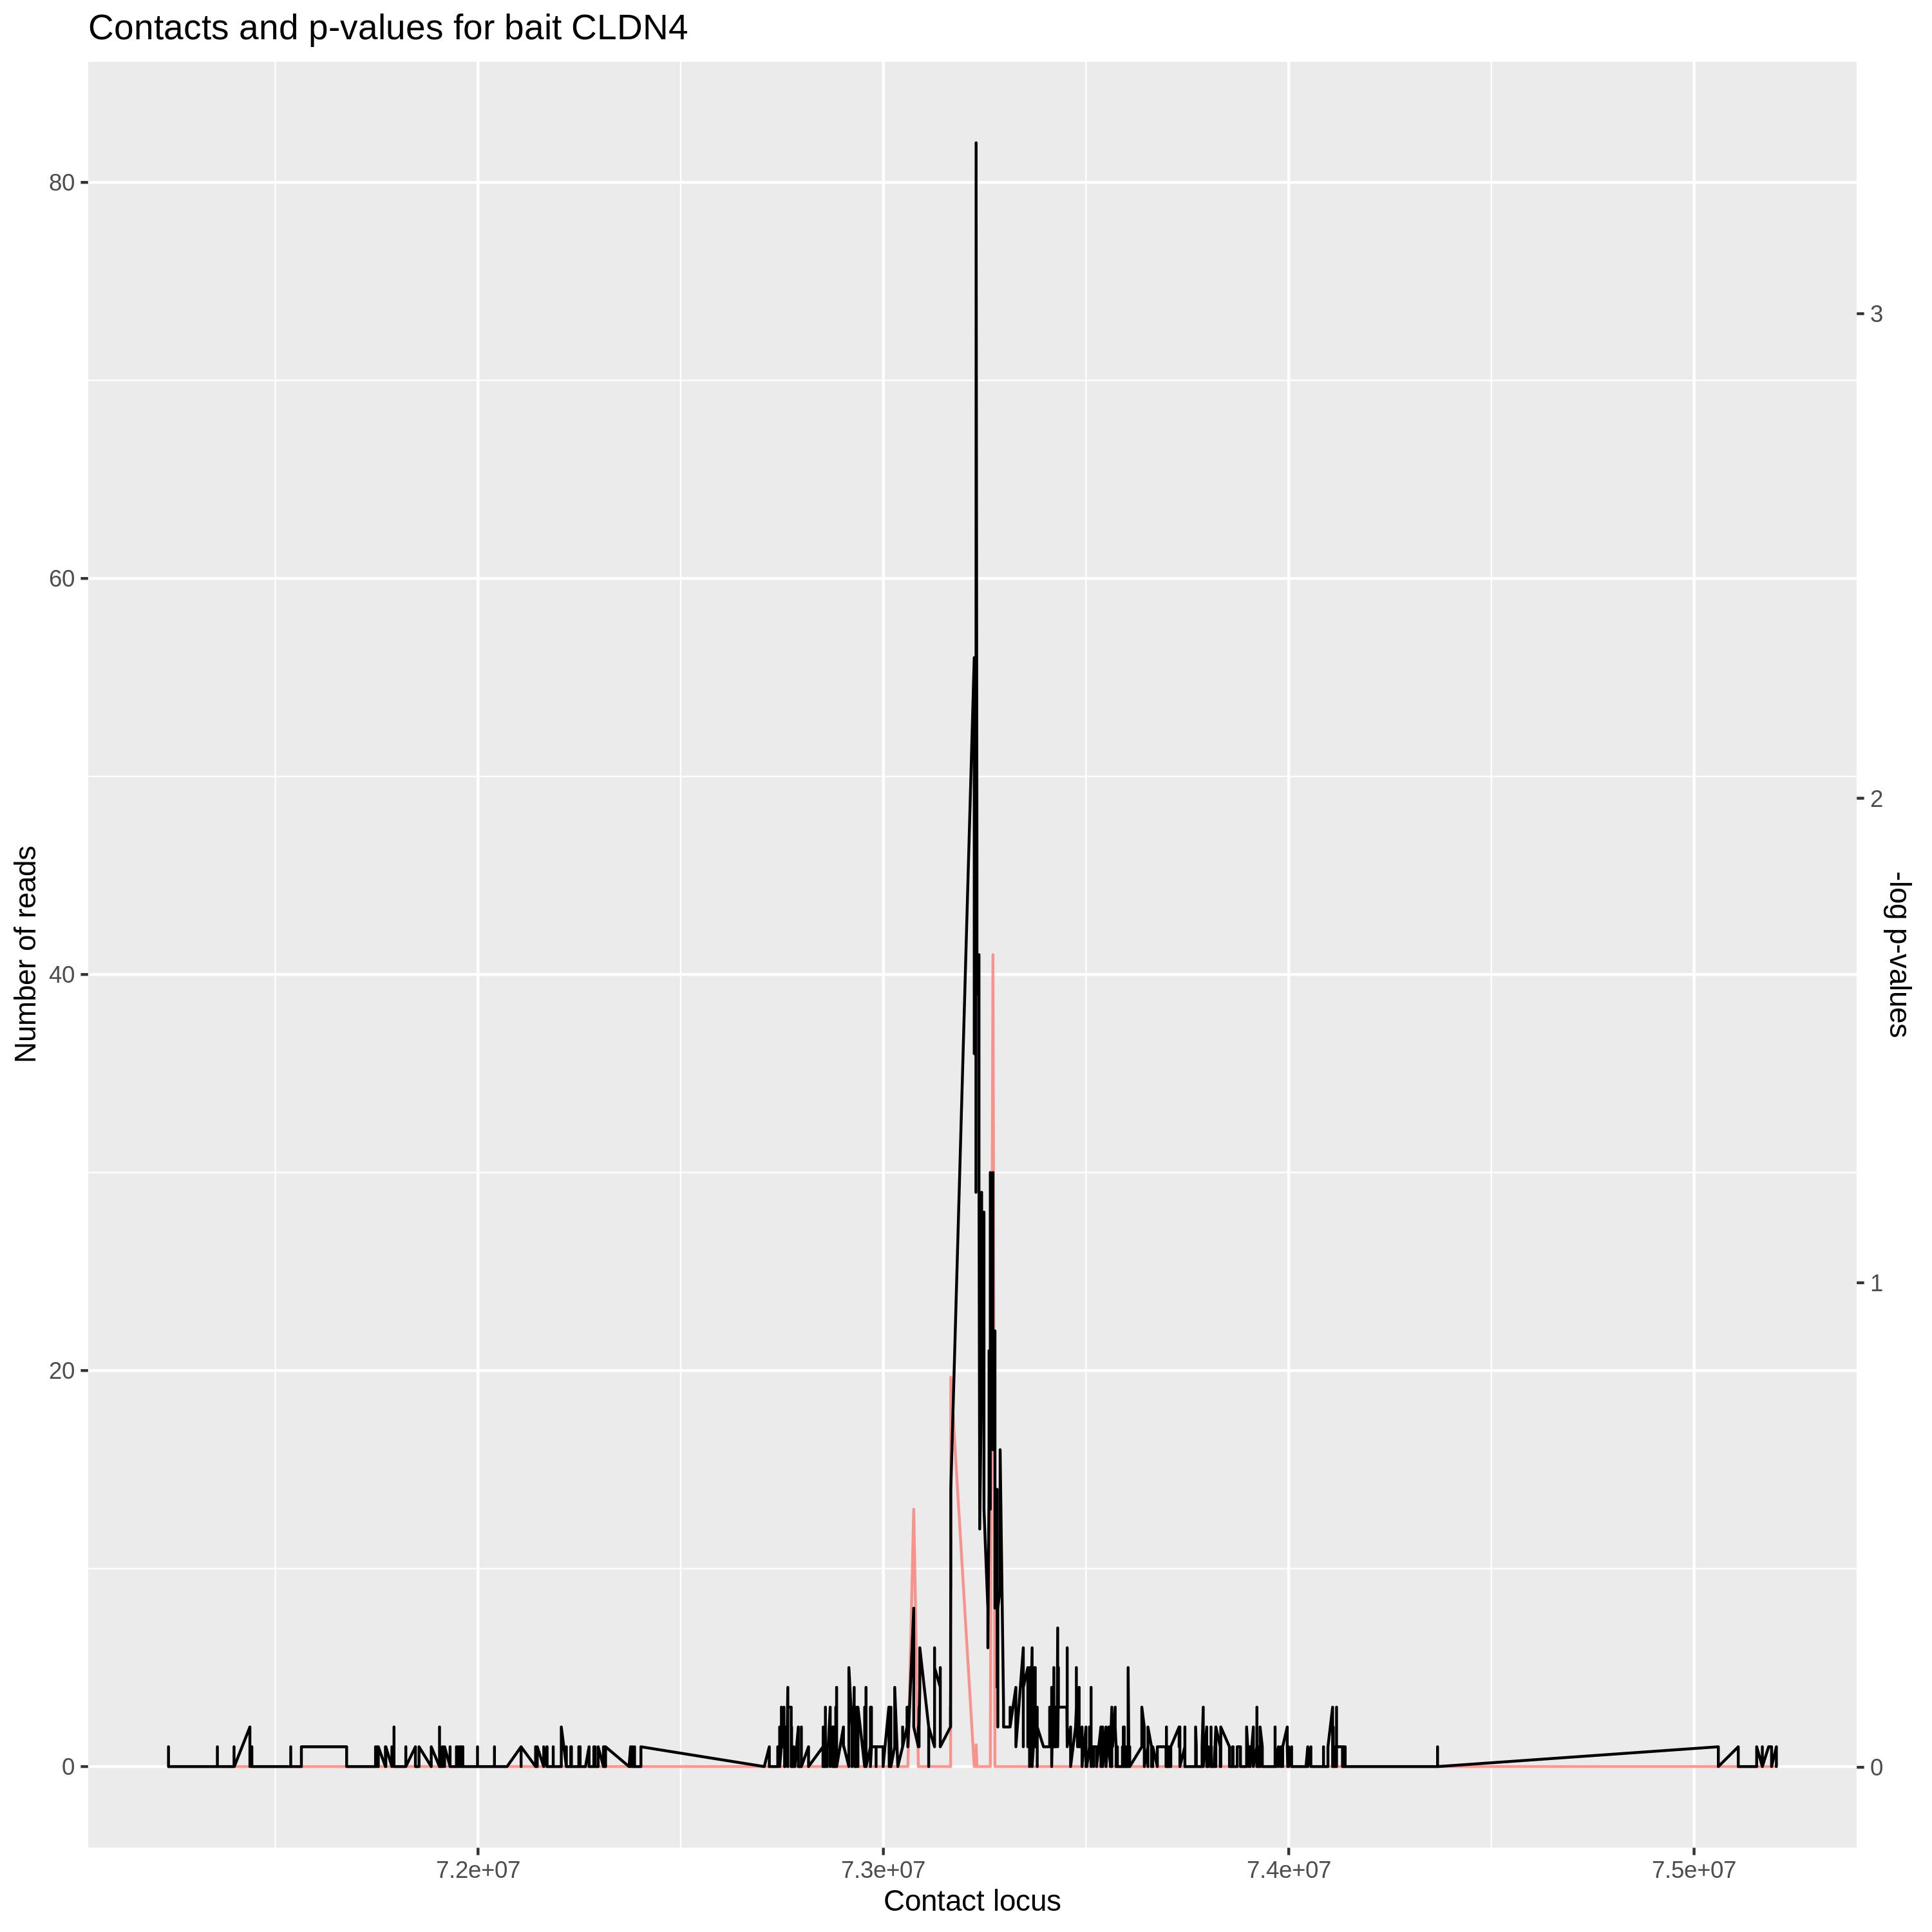 Contacts and p-values for bait CLDN4
80
60
40
20
0
3
2
1
0
Number of reads
-log p-values
7.2e+07
7.3e+07
7.4e+07
7.5e+07
Contact locus